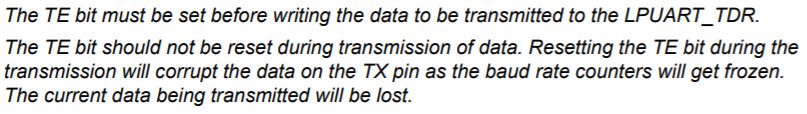 The TE bit must be set before writing the data to be transmitted to the LPUART_TDR.
The TE bit should not be reset during transmission of data. Resetting the TE bit during the
transmission will corrupt the data on the TX pin as the baud rate counters will get frozen.
The current data being transmitted will be lost.